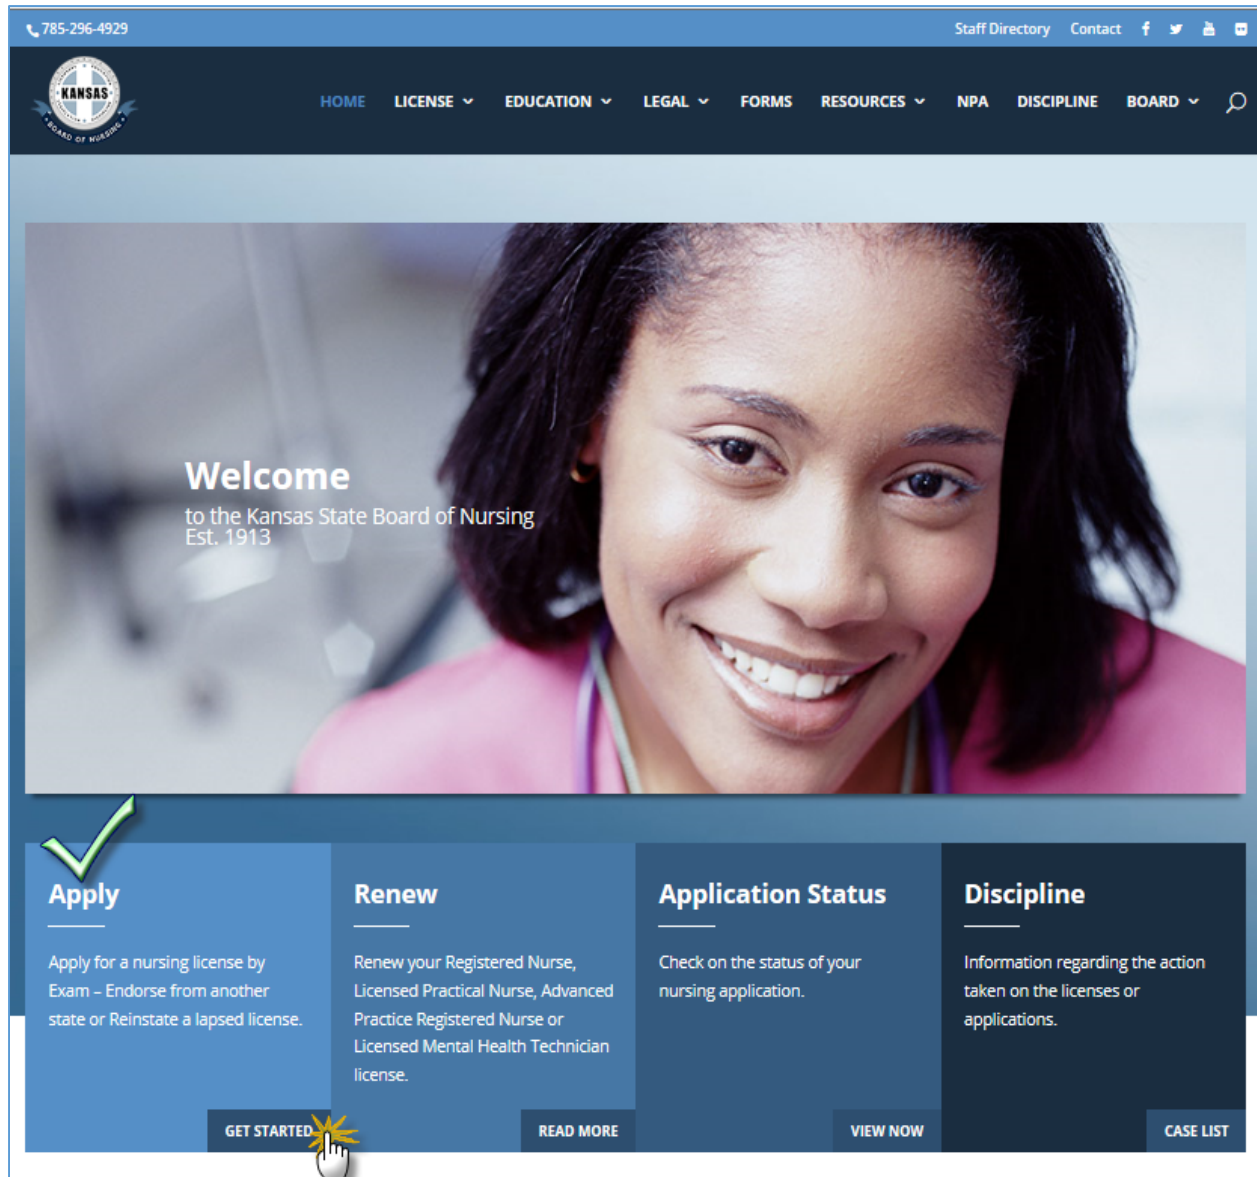 785-296-4929
Staff Directory Contact
KANSAS
BOARD OF NURSING
HOME LICENSE EDUCATION LEGAL FORMS RESOURCES NPA DISCIPLINE BOARD
Welcome
to the Kansas State Board of Nursing
Est. 1913
Apply
Apply for a nursing license by
Exam – Endorse from another
state or Reinstate a lapsed license.
GET STARTED
Renew
Renew your Registered Nurse,
Licensed Practical Nurse, Advanced
Practice Registered Nurse or
Licensed Mental Health Technician
license.
READ MORE
Application Status
Check on the status of your
nursing application.
VIEW NOW
Discipline
Information regarding the action
taken on the licenses or
applications.
CASE LIST